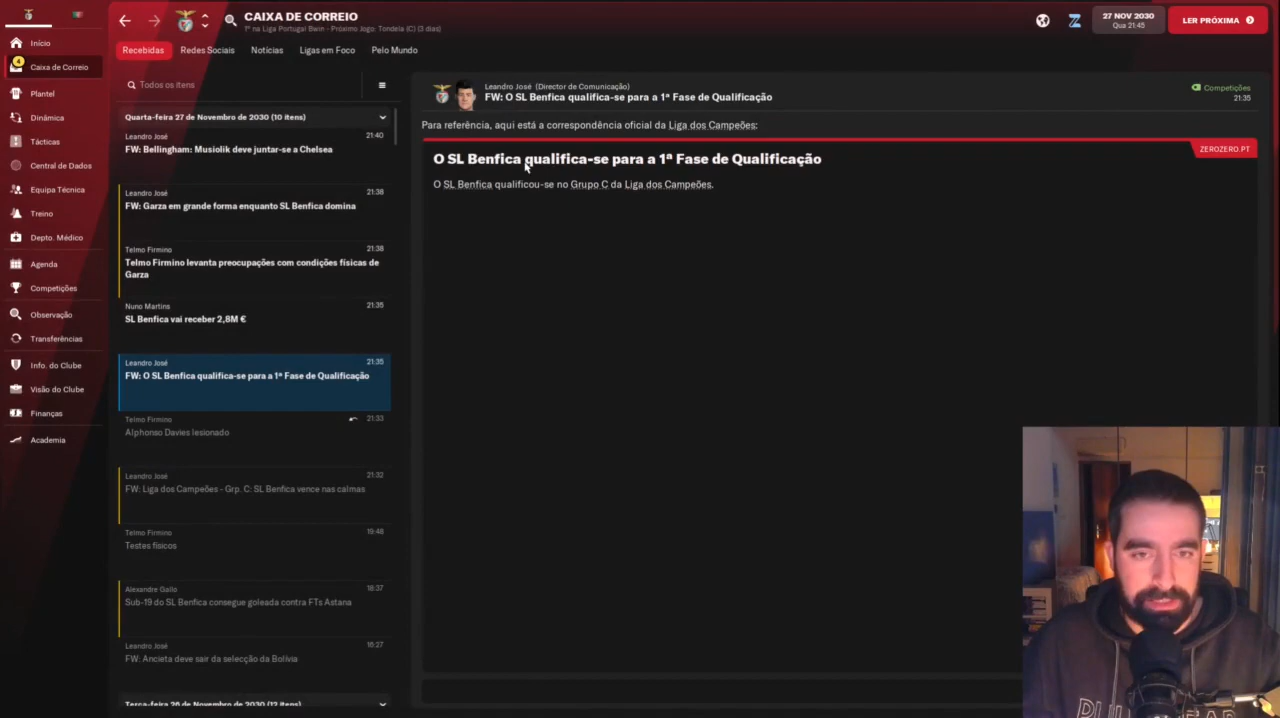 CAIXA DE CORREIO
1º na Liga Portugal Bwin - Próximo Jogo: Tondela (C) (3 dias)
27 NOV 2030
Qua 21:45
LER PRÓXIMA
Início
4
Caixa de Correio
Plantel
Dinâmica
Tácticas
Central de Dados
Equipa Técnica
Treino
Depto. Médico
Agenda
Competições
Observação
Transferências
Info. do Clube
Visão do Clube
Finanças
Academia
Recebidas
Redes Sociais
Notícias
Ligas em Foco
Pelo Mundo
Todos os itens
Quarta-feira 27 de Novembro de 2030 (10 itens)
Leandro José 21:40
FW: Bellingham: Musiolik deve juntar-se a Chelsea
Leandro José 21:38
FW: Garza em grande forma enquanto SL Benfica domina
Telmo Firmino 21:38
Telmo Firmino levanta preocupações com condições físicas de
Garza
Nuno Martins 21:35
SL Benfica vai receber 2,8M €
Leandro José 21:35
FW: O SL Benfica qualifica-se para a 1ª Fase de Qualificação
Telmo Firmino 21:33
Alphonso Davies lesionado
Leandro José 21:32
FW: Liga dos Campeões - Grp. C: SL Benfica vence nas calmas
Telmo Firmino 19:48
Testes físicos
Alexandre Gallo 18:37
Sub-19 do SL Benfica consegue goleada contra FTs Astana
Leandro José 16:27
FW: Ancieta deve sair da selecção da Bolívia
Terça-feira 26 de Novembro de 2030 (12 itens)
Leandro José (Director de Comunicação)
FW: O SL Benfica qualifica-se para a 1ª Fase de Qualificação
Competições
21:35
Para referência, aqui está a correspondência oficial da Liga dos Campeões:
ZEROZERO.PT
O SL Benfica qualifica-se para a 1ª Fase de Qualificação
O SL Benfica qualificou-se no Grupo C da Liga dos Campeões.